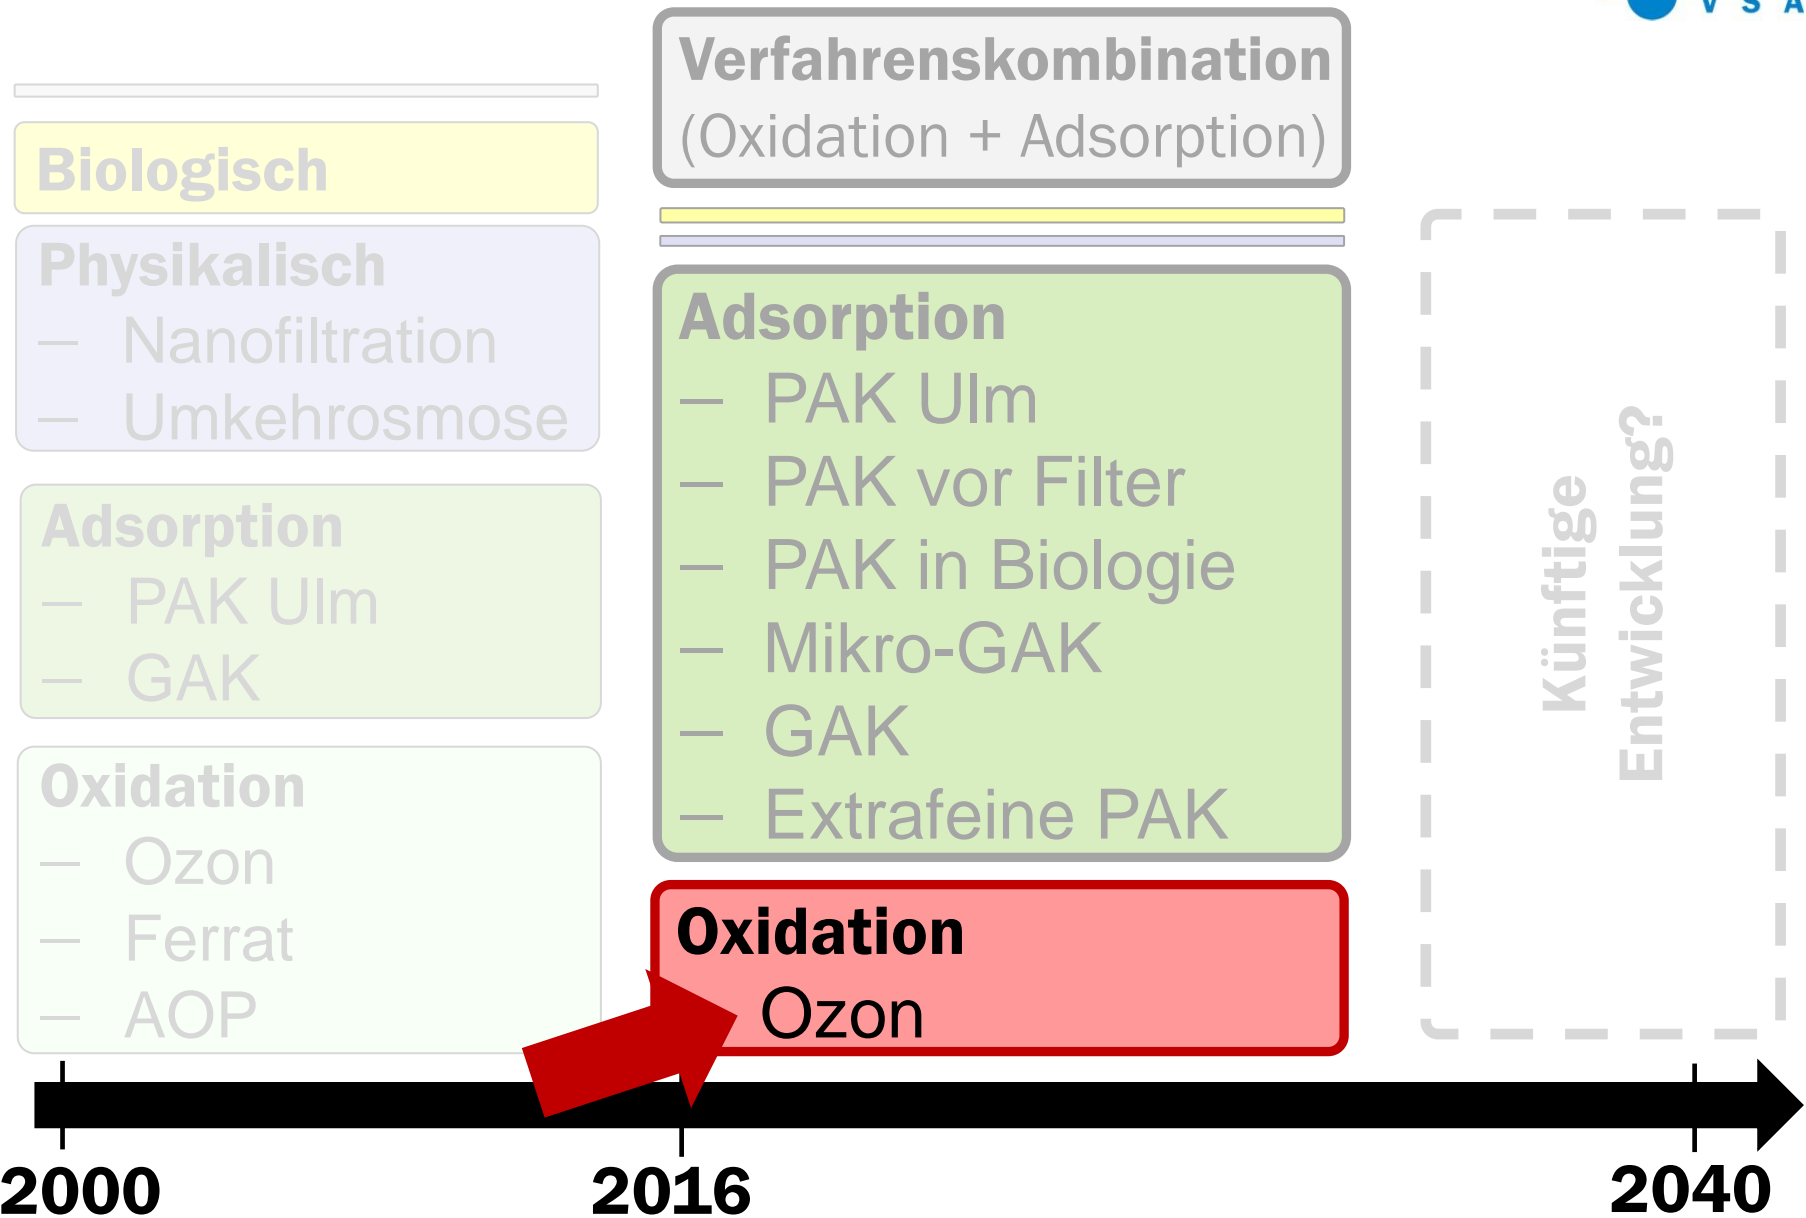 VSA
Biologisch
Physikalisch
– Nanofiltration
– Umkehrosmose
Adsorption
– PAK Ulm
– GAK
Oxidation
– Ozon
– Ferrat
– AOP
Verfahrenskombination
(Oxidation + Adsorption)
Adsorption
– PAK Ulm
– PAK vor Filter
– PAK in Biologie
– Mikro-GAK
– GAK
– Extrafeine PAK
Oxidation
Ozon
Künftige
Entwicklung?
2000
2016
2040